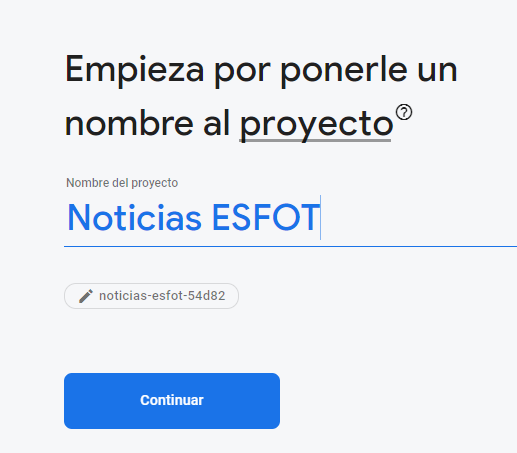 Empieza por ponerle un
nombre al proyecto
Nombre del proyecto
Noticias ESFOT
noticias-esfot-54d82
Continuar